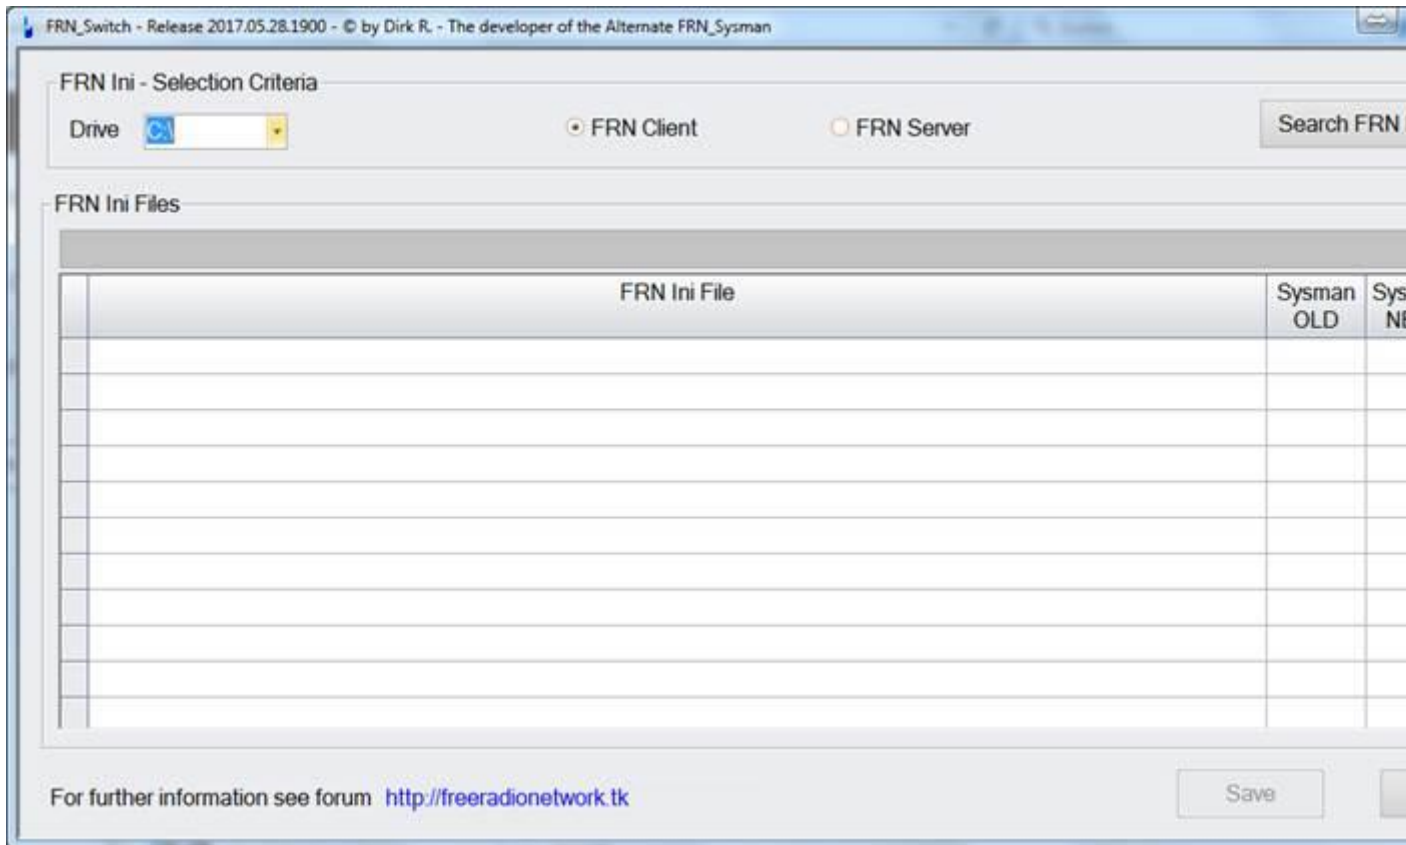 FRN_Switch - Release 2017.05.28.1900 - © by Dirk R. - The developer of the Alternate FRN_Sysman
FRN Ini - Selection Criteria
Drive C:\ FRN Client FRN Server Search FRN
FRN Ini Files
FRN Ini File Sysman Sys
OLD NE
For further information see forum http://freeradionetwork.tk Save